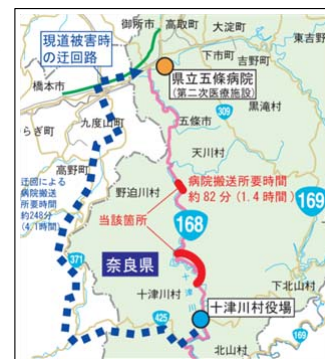 御所市
高取町
大淀町
現道被害時
の迂回路
下市町
吉野町
東吉野
橋本市
県立五條病院
(第二次医療施設)
309
黒滝村
らぎ町
九度山町
五條市
天川村
高野町
迂回による
病院搬送
所要時間
約248分
(4.1時間)
野迫川村
病院搬送所要時間
約82分(1.4時間)
169
当該箇所
168
371
奈良県
十津川村
下北山村
425
十津川村役場
169
北山村